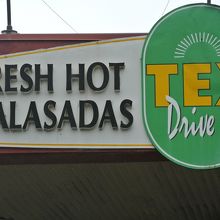 RESH HOT
ALASADAS
TEX
Drive